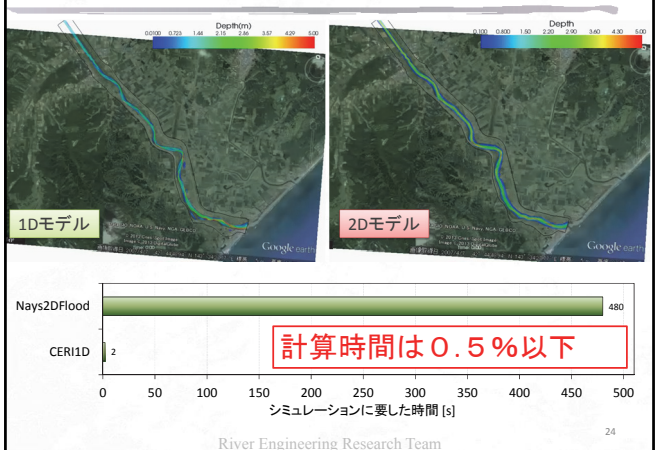 Depth(m)
0.0100 0.723 1.44 2.15 2.86 3.57 4.29 5.00
Depth
0.100 0.800 1.50 2.20 2.90 3.60 4.30 5.00
1Dモデル
Google earth
2Dモデル
Google earth
Nays2DFlood
480
CERI1D
2
計算時間は0.5%以下
0 50 100 150 200 250 300 350 400 450 500
シミュレーションに要した時間 [s]
24
River Engineering Research Team